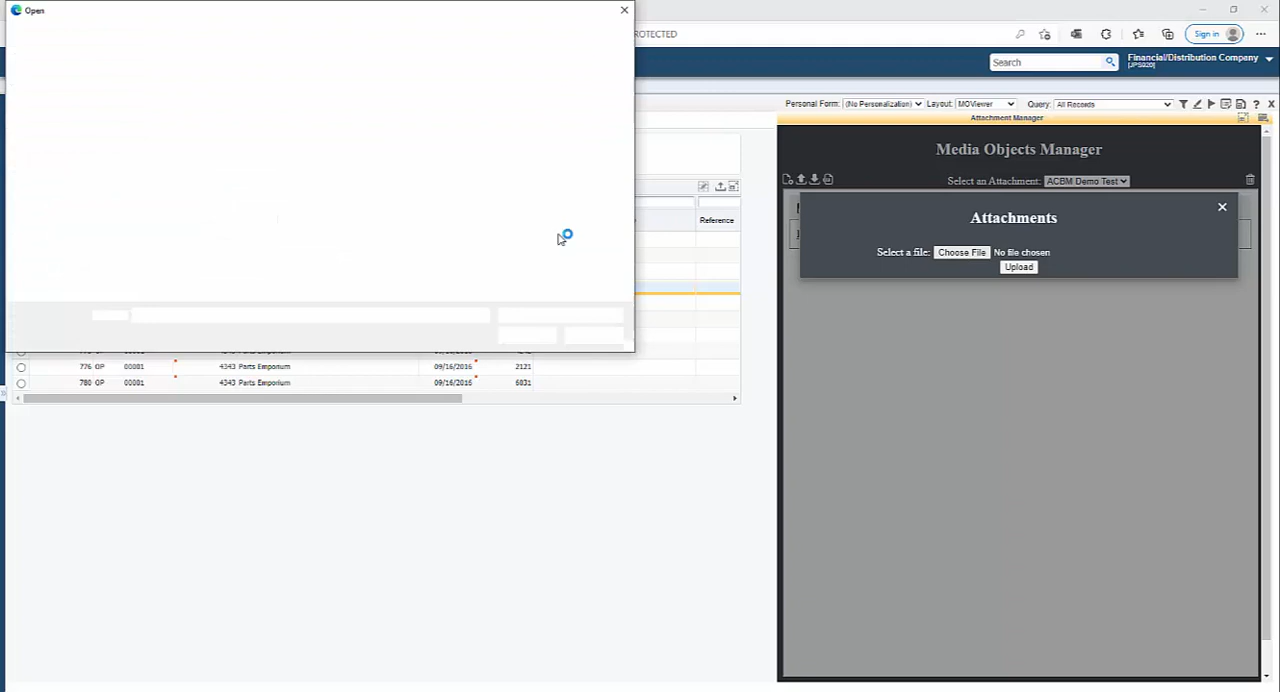 Open
ROTECTED
Sign in
Search
Financial/Distribution Company
[JPS920]
Personal Form: (No Personalization) Layout: MOViewer Query: All Records
Attachment Manager
Media Objects Manager
Select an Attachment: ACBM Demo Test
Attachments
Select a file: Choose File No file chosen
Upload
Reference
776 OP 00001 4343 Parts Emporium 09/16/2016 2121
780 OP 00001 4343 Parts Emporium 09/16/2016 6031